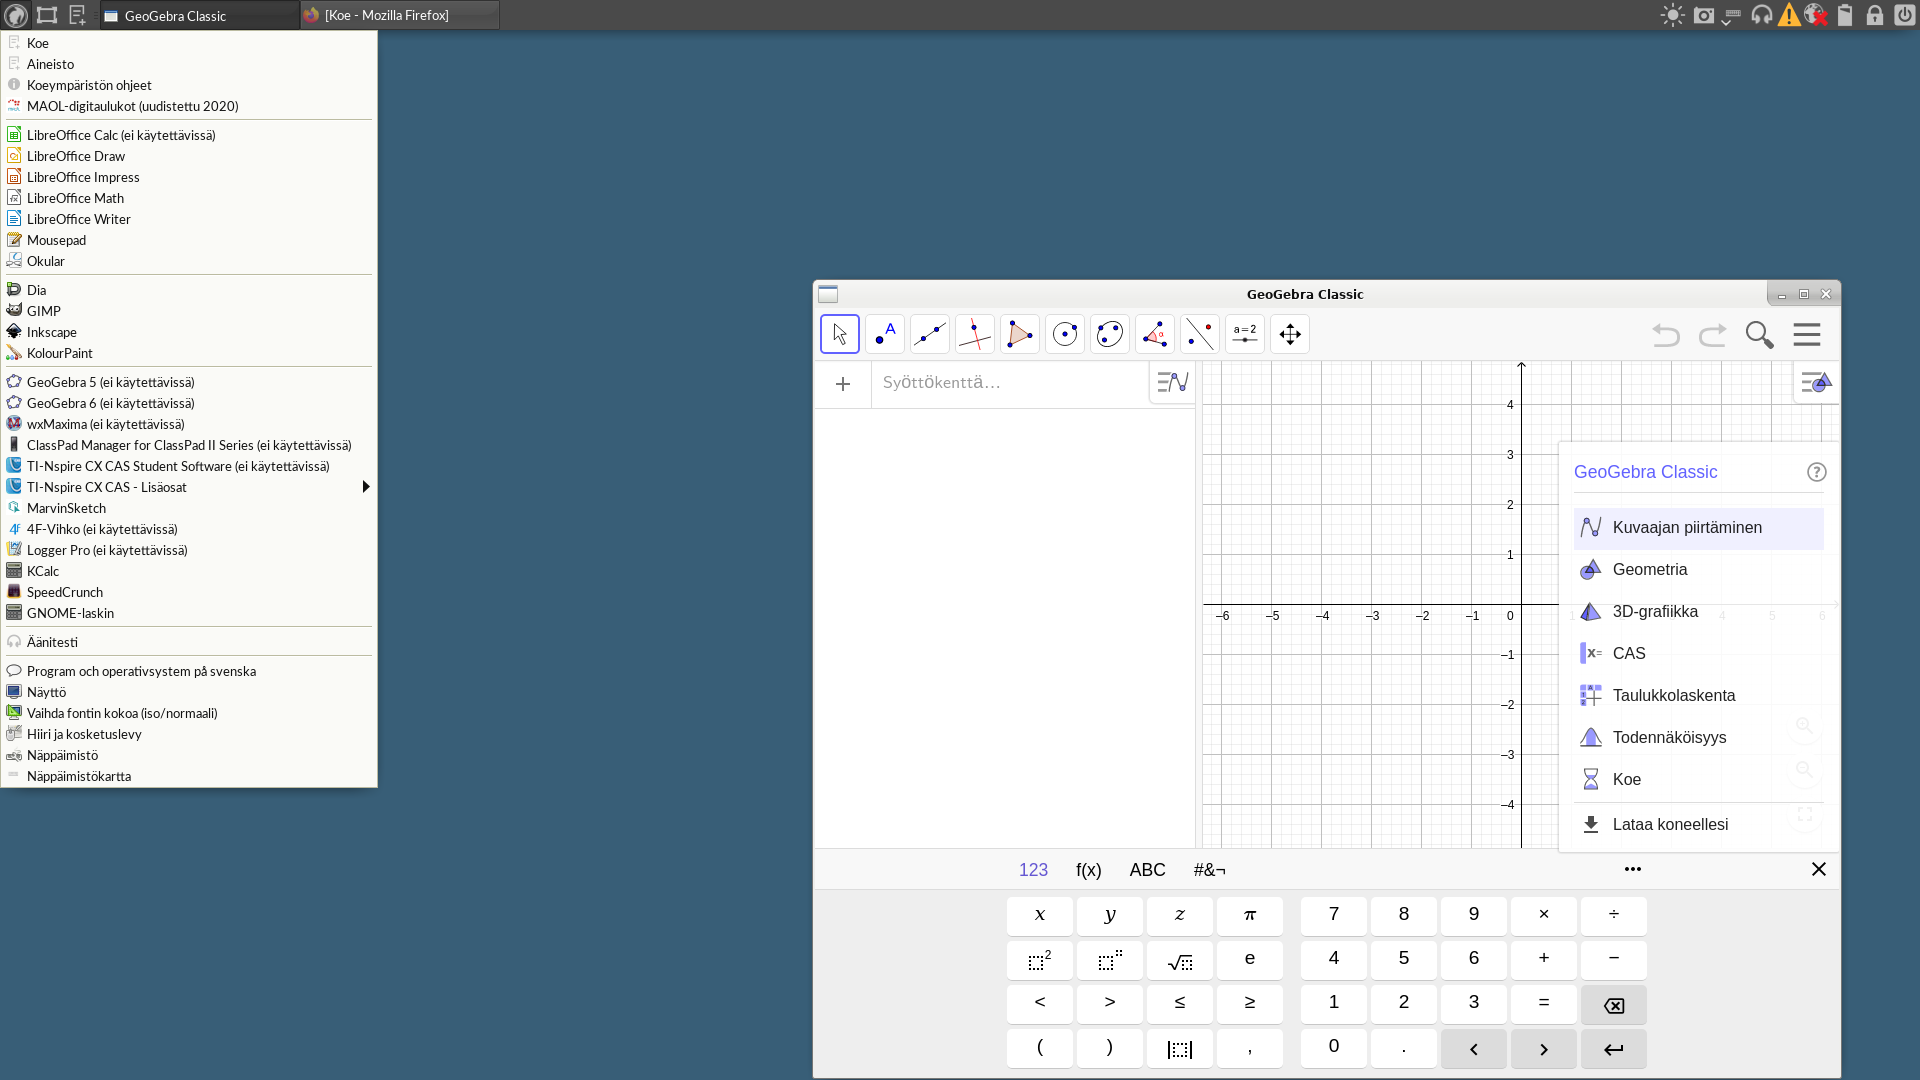 GeoGebra Classic
[Koe - Mozilla Firefox]
Koe
Aineisto
Koeympäristön ohjeet
MAOL-digitaulukot (uudistettu 2020)
LibreOffice Calc (ei käytettävissä)
LibreOffice Draw
LibreOffice Impress
LibreOffice Math
LibreOffice Writer
Mousepad
Okular
Dia
GIMP
Inkscape
KolourPaint
GeoGebra 5 (ei käytettävissä)
GeoGebra 6 (ei käytettävissä)
wxMaxima (ei käytettävissä)
ClassPad Manager for ClassPad II Series (ei käytettävissä)
TI-Nspire CX CAS Student Software (ei käytettävissä)
TI-Nspire CX CAS - Lisäosat
MarvinSketch
4F-Vihko (ei käytettävissä)
Logger Pro (ei käytettävissä)
KCalc
SpeedCrunch
GNOME-laskin
Äänitesti
Program och operativsystem på svenska
Näyttö
Vaihda fontin kokoa (iso/normaali)
Hiiri ja kosketuslevy
Näppäimistö
Näppäimistökartta
GeoGebra Classic
A
α
a=2
Syöttökenttä…
4
3
2
1
–6 –5 –4 –3 –2 –1 0 1 4 5 6
–1
–2
–3
–4
GeoGebra Classic ?
Kuvaajan piirtäminen
Geometria
3D-grafiikka
x= CAS
Taulukkolaskenta
Todennäköisyys
Koe
Lataa koneellesi
123 f(x) ABC #&¬ •••
x y z π 7 8 9 × ÷
2 √ e 4 5 6 + −
< > ≤ ≥ 1 2 3 =
( ) | | , 0 . < >